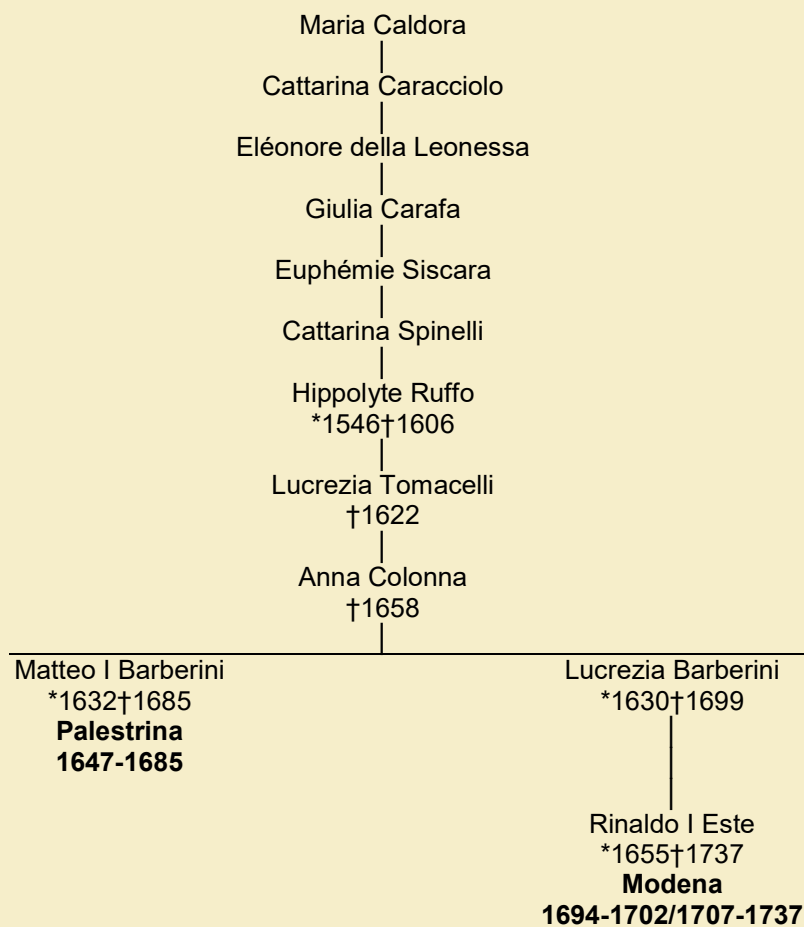 Maria Caldora
Cattarina Caracciolo
Eléonore della Leonessa
Giulia Carafa
Euphémie Siscara
Cattarina Spinelli
Hippolyte Ruffo
*1546†1606
Lucrezia Tomacelli
†1622
Anna Colonna
†1658
Matteo I Barberini
*1632†1685
Palestrina
1647-1685
Lucrezia Barberini
*1630†1699
Rinaldo I Este
*1655†1737
Modena
1694-1702/1707-1737